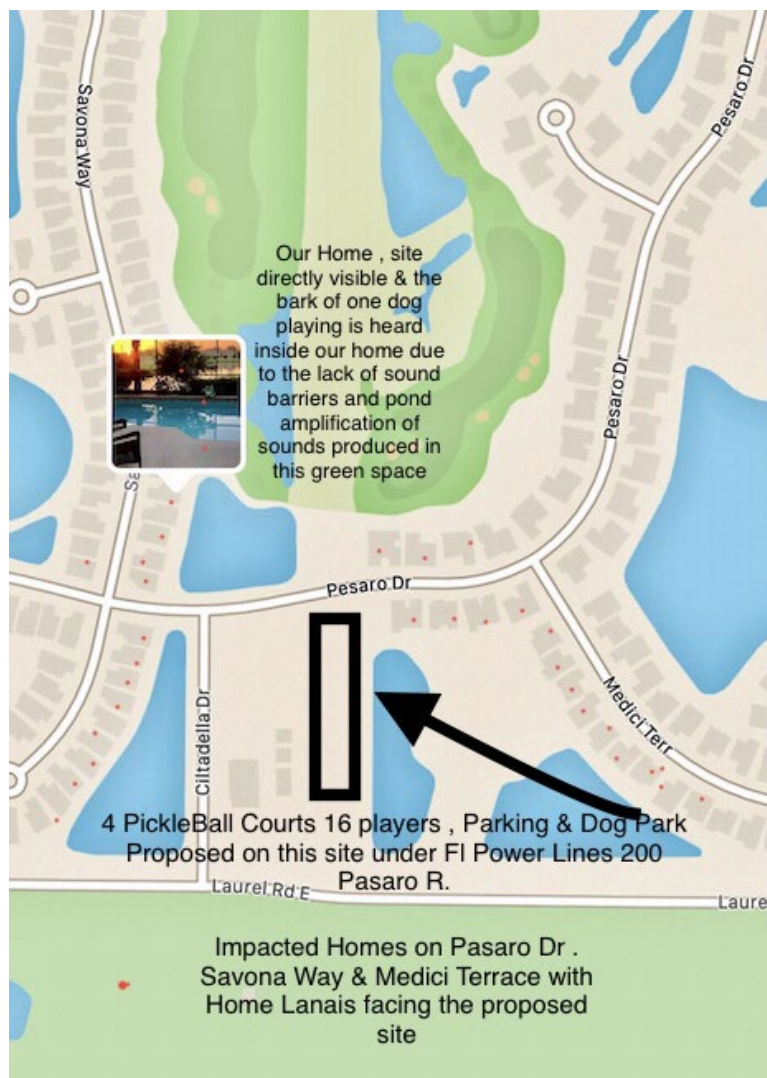 Savona Way
Pesaro Dr
Our Home , site
directly visible & the
bark of one dog
playing is heard
inside our home due
to the lack of sound
barriers and pond
amplification of
sounds produced in
this green space
Pesaro Dr
Sa
Pesaro Dr
Ciltadella Dr
Medici Terr
4 PickleBall Courts 16 players , Parking & Dog Park
Proposed on this site under Fl Power Lines 200
Pasaro R.
Laurel Rd E
Laure
Impacted Homes on Pasaro Dr .
Savona Way & Medici Terrace with
Home Lanais facing the proposed
site